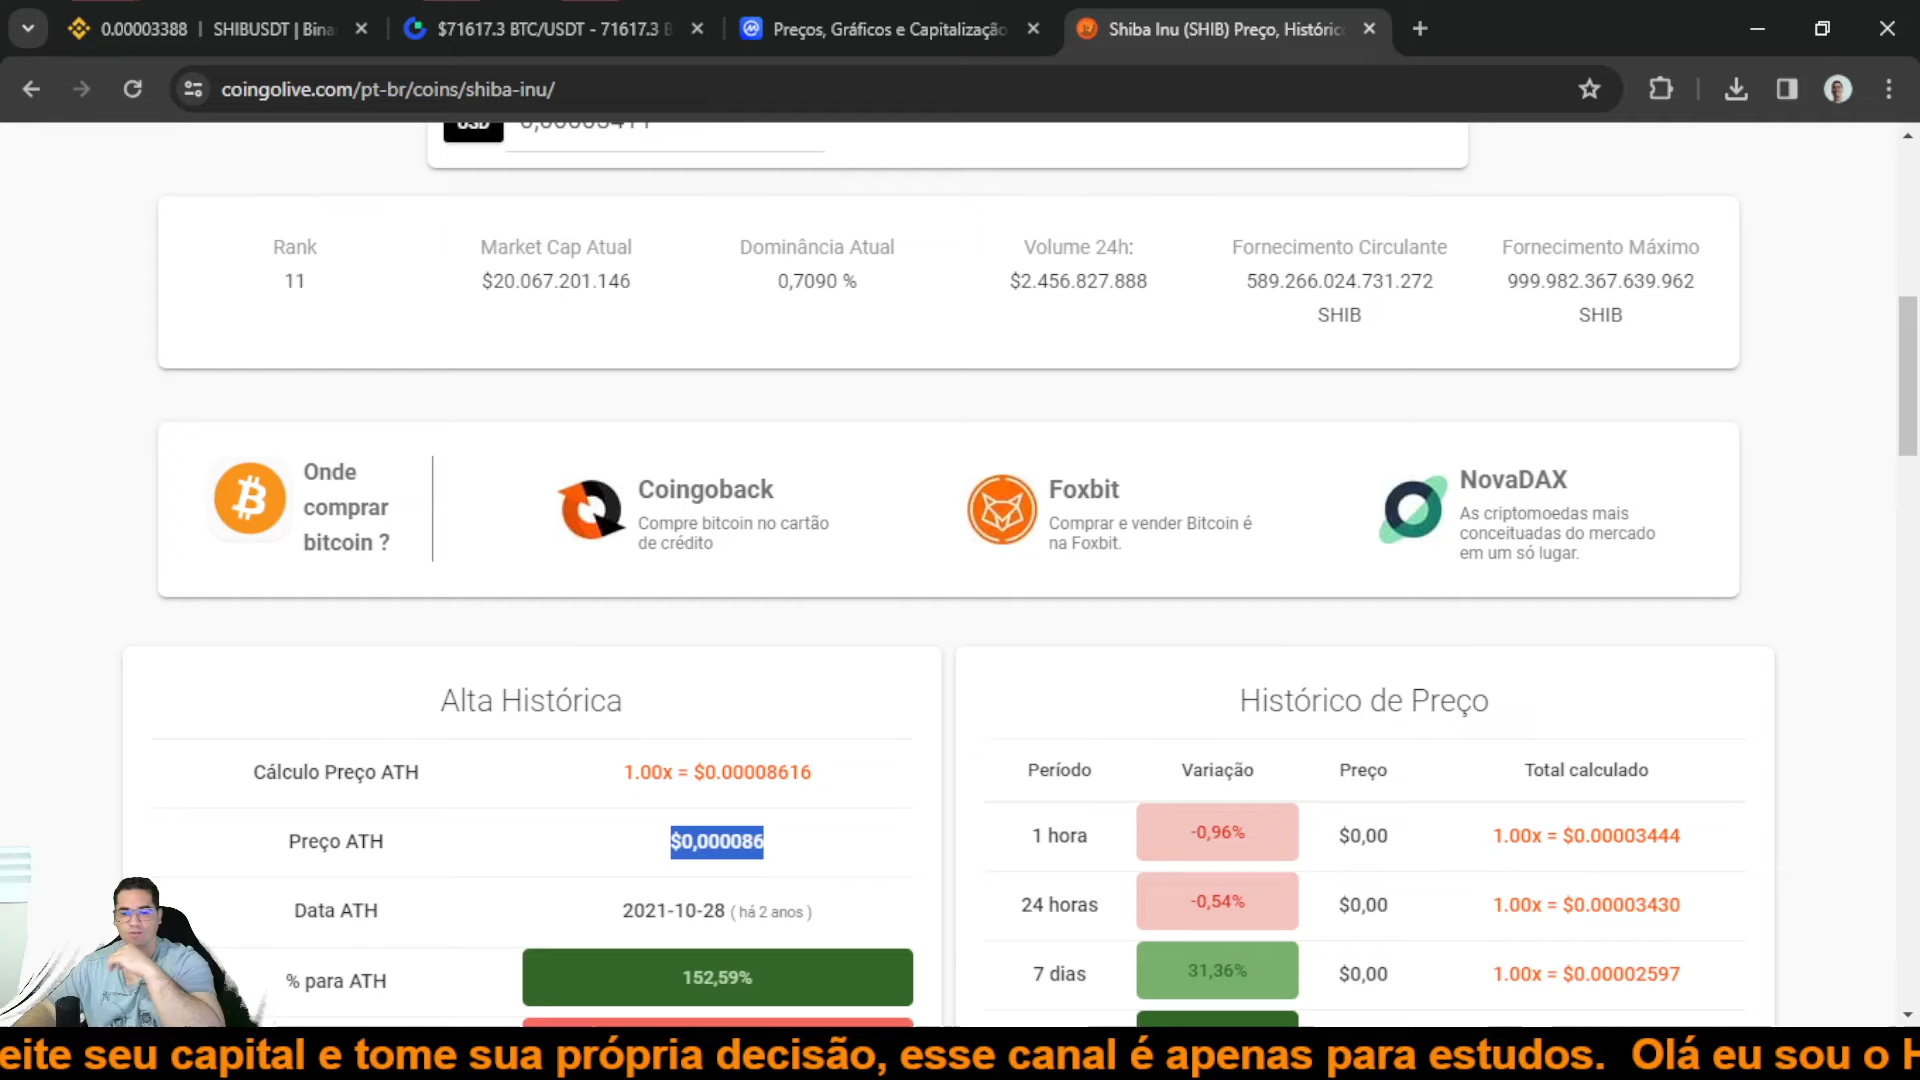 0.00003388 | SHIBUSDT | Bina
$71617.3 BTC/USDT - 71617.3 B
Preços, Gráficos e Capitalização
Shiba Inu (SHIB) Preço, Históric
coingolive.com/pt-br/coins/shiba-inu/
USD
Rank
Market Cap Atual
Dominância Atual
Volume 24h:
Fornecimento Circulante
Fornecimento Máximo
11
$20.067.201.146
0,7090 %
$2.456.827.888
589.266.024.731.272
999.982.367.639.962
SHIB
SHIB
Onde
comprar
bitcoin ?
Coingoback
Compre bitcoin no cartão
de crédito
Foxbit
Comprar e vender Bitcoin é
na Foxbit.
NovaDAX
As criptomoedas mais
conceituadas do mercado
em um só lugar.
Alta Histórica
Cálculo Preço ATH
1.00x = $0.00008616
Preço ATH
$0,000086
Data ATH
2021-10-28 ( há 2 anos )
% para ATH
152,59%
Histórico de Preço
Período
Variação
Preço
Total calculado
1 hora
-0,96%
$0,00
1.00x = $0.00003444
24 horas
-0,54%
$0,00
1.00x = $0.00003430
7 dias
31,36%
$0,00
1.00x = $0.00002597
eite seu capital e tome sua própria decisão, esse canal é apenas para estudos. Olá eu sou o H